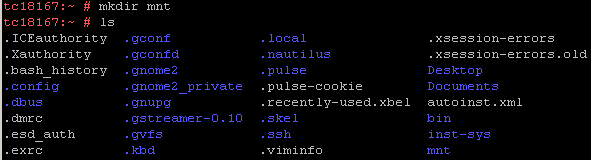 tc18167:~ # mkdir mnt
tc18167:~ # ls
.ICEauthority .gconf .local .xsession-errors
.Xauthority .gconfd .nautilus .xsession-errors.old
.bash_history .gnome2 .pulse Desktop
.config .gnome2_private .pulse-cookie Documents
.dbus .gnupg .recently-used.xbel autoinst.xml
.dmrc .gstreamer-0.10 .skel bin
.esd_auth .gvfs .ssh inst-sys
.exrc .kbd .viminfo mnt